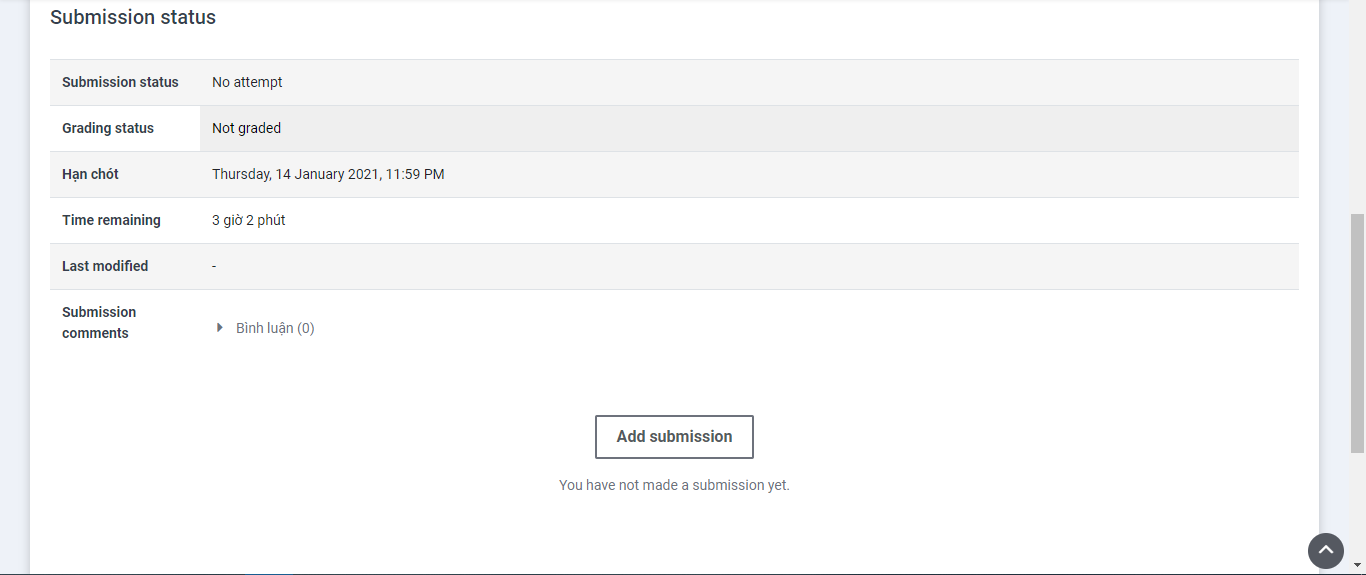 Submission status
Submission status No attempt
Grading status Not graded
Hạn chót Thursday, 14 January 2021, 11:59 PM
Time remaining 3 giờ 2 phút
Last modified -
Submission comments
Bình luận (0)
Add submission
You have not made a submission yet.